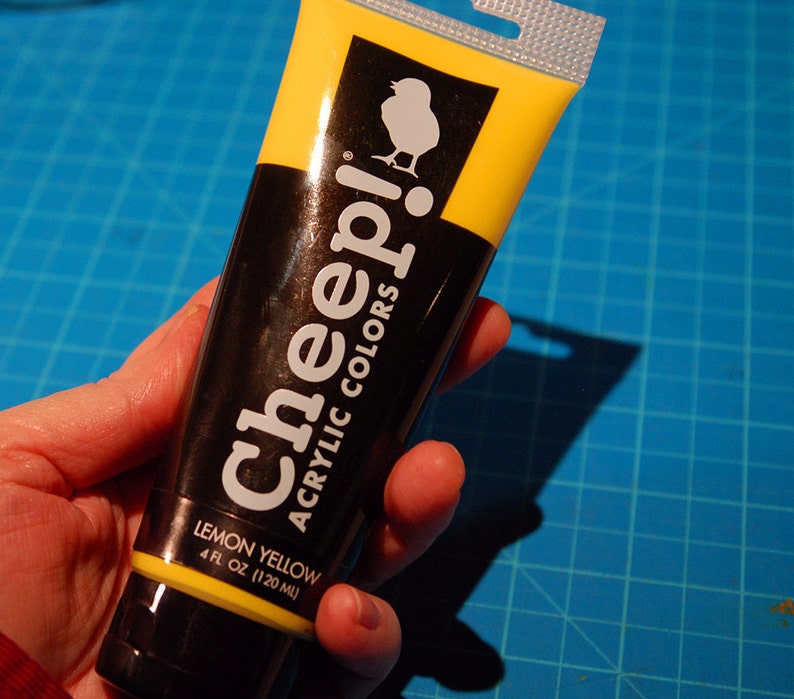 Cheep!®
ACRYLIC COLORS
LEMON YELLOW
4 FL OZ (120 ML)